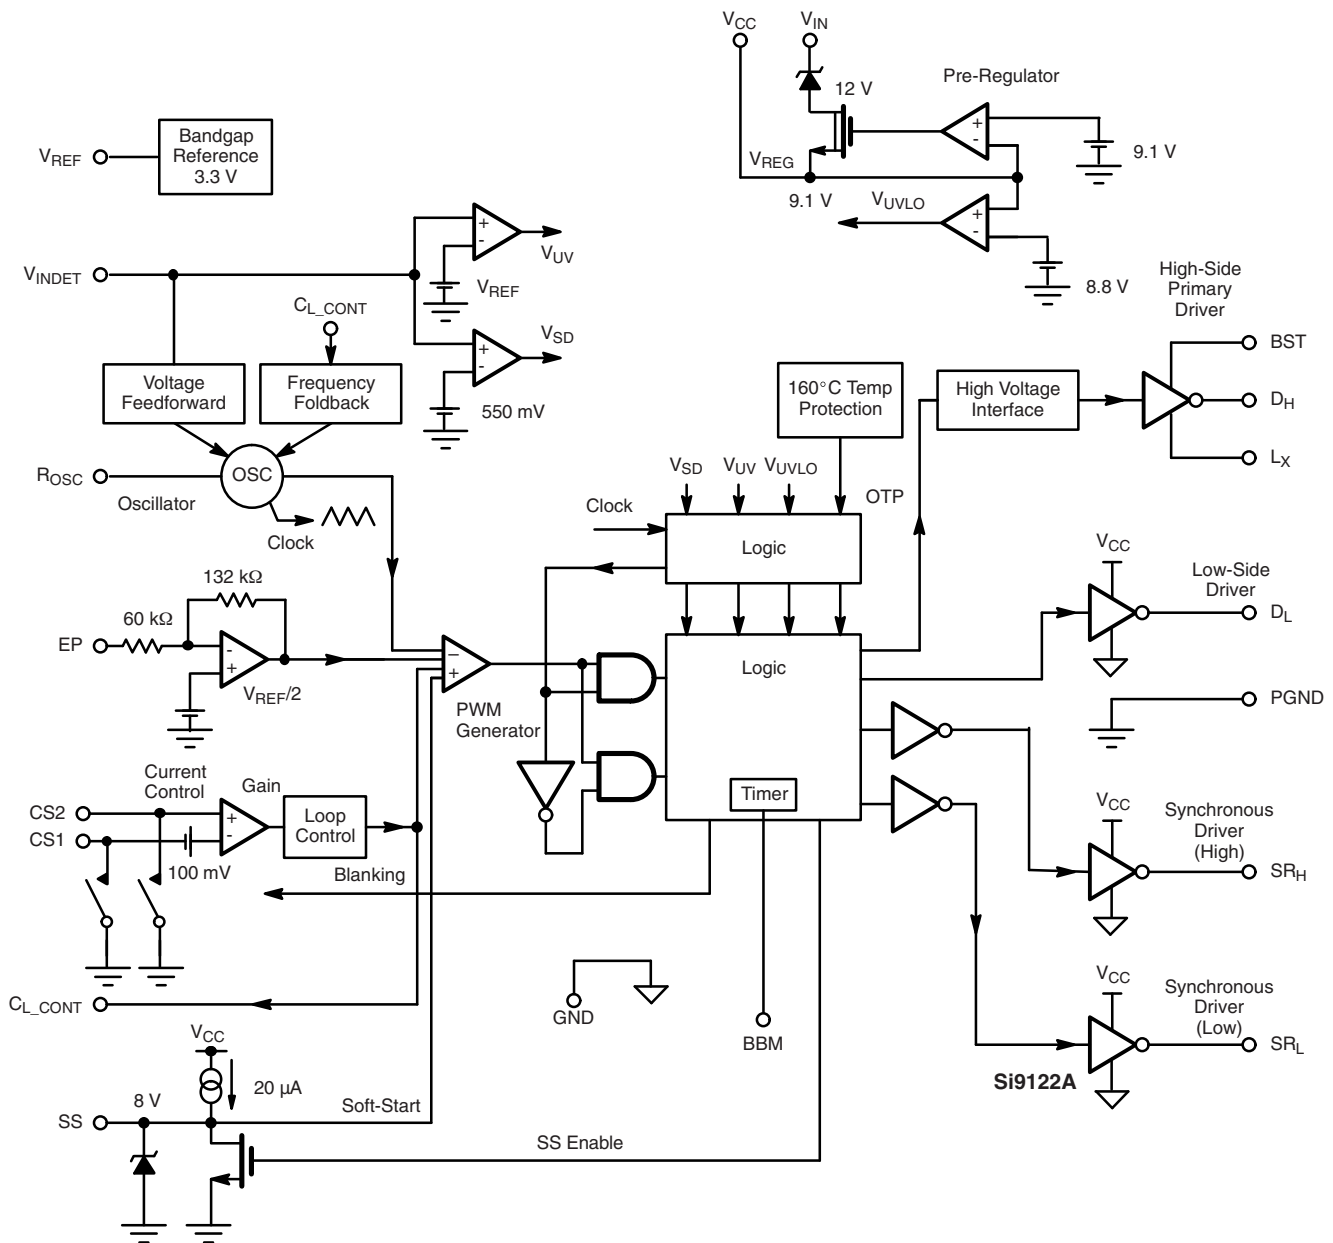 VCC
VIN
Pre-Regulator
12 V
+
-
VREG
9.1 V
9.1 V
VUVLO
+
-
8.8 V
VREF
Bandgap
Reference
3.3 V
+
-
VUV
VREF
VINDET
CL_CONT
VSD
+
-
550 mV
Voltage
Feedforward
Frequency
Foldback
ROSC
OSC
Oscillator
Clock
160°C Temp
Protection
High Voltage
Interface
High-Side
Primary
Driver
BST
DH
LX
VSD
VUV
VUVLO
OTP
Clock
Logic
VCC
Low-Side
Driver
DL
132 kΩ
60 kΩ
EP
-
+
VREF/2
–
+
PWM
Generator
Logic
Timer
PGND
Current
Control
Gain
CS2
CS1
+
-
100 mV
Loop
Control
Blanking
VCC
Synchronous
Driver
(High)
SRH
CL_CONT
GND
BBM
VCC
Synchronous
Driver
(Low)
SRL
Si9122A
VCC
20 µA
8 V
SS
Soft-Start
SS Enable